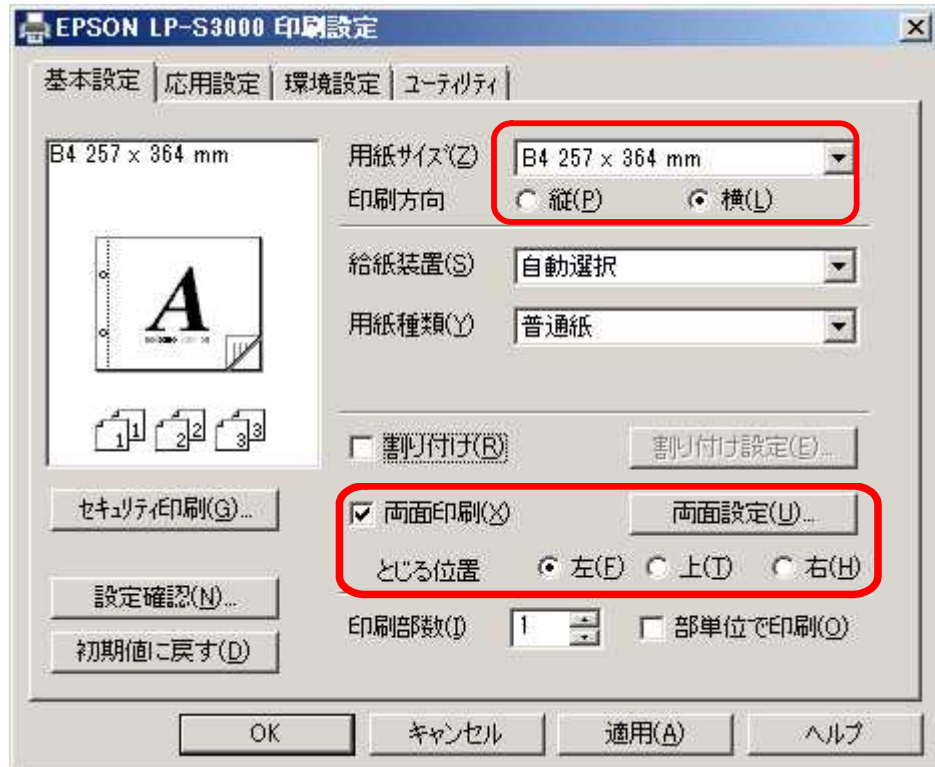 EPSON LP-S3000 印刷設定
基本設定 応用設定 環境設定 ユーティリティ
B4 257 x 364 mm
用紙サイズ(Z) B4 257 x 364 mm
印刷方向 縦(P) 横(L)
給紙装置(S) 自動選択
A
用紙種類(Y) 普通紙
1 1 2 2 3 3
割り付け(R) 割り付け設定(E)...
セキュリティ印刷(G)...
両面印刷(X) 両面設定(U)...
とじる位置 左(F) 上(T) 右(H)
設定確認(N)...
印刷部数(I) 1 部単位で印刷(O)
初期値に戻す(D)
OK キャンセル 適用(A) ヘルプ